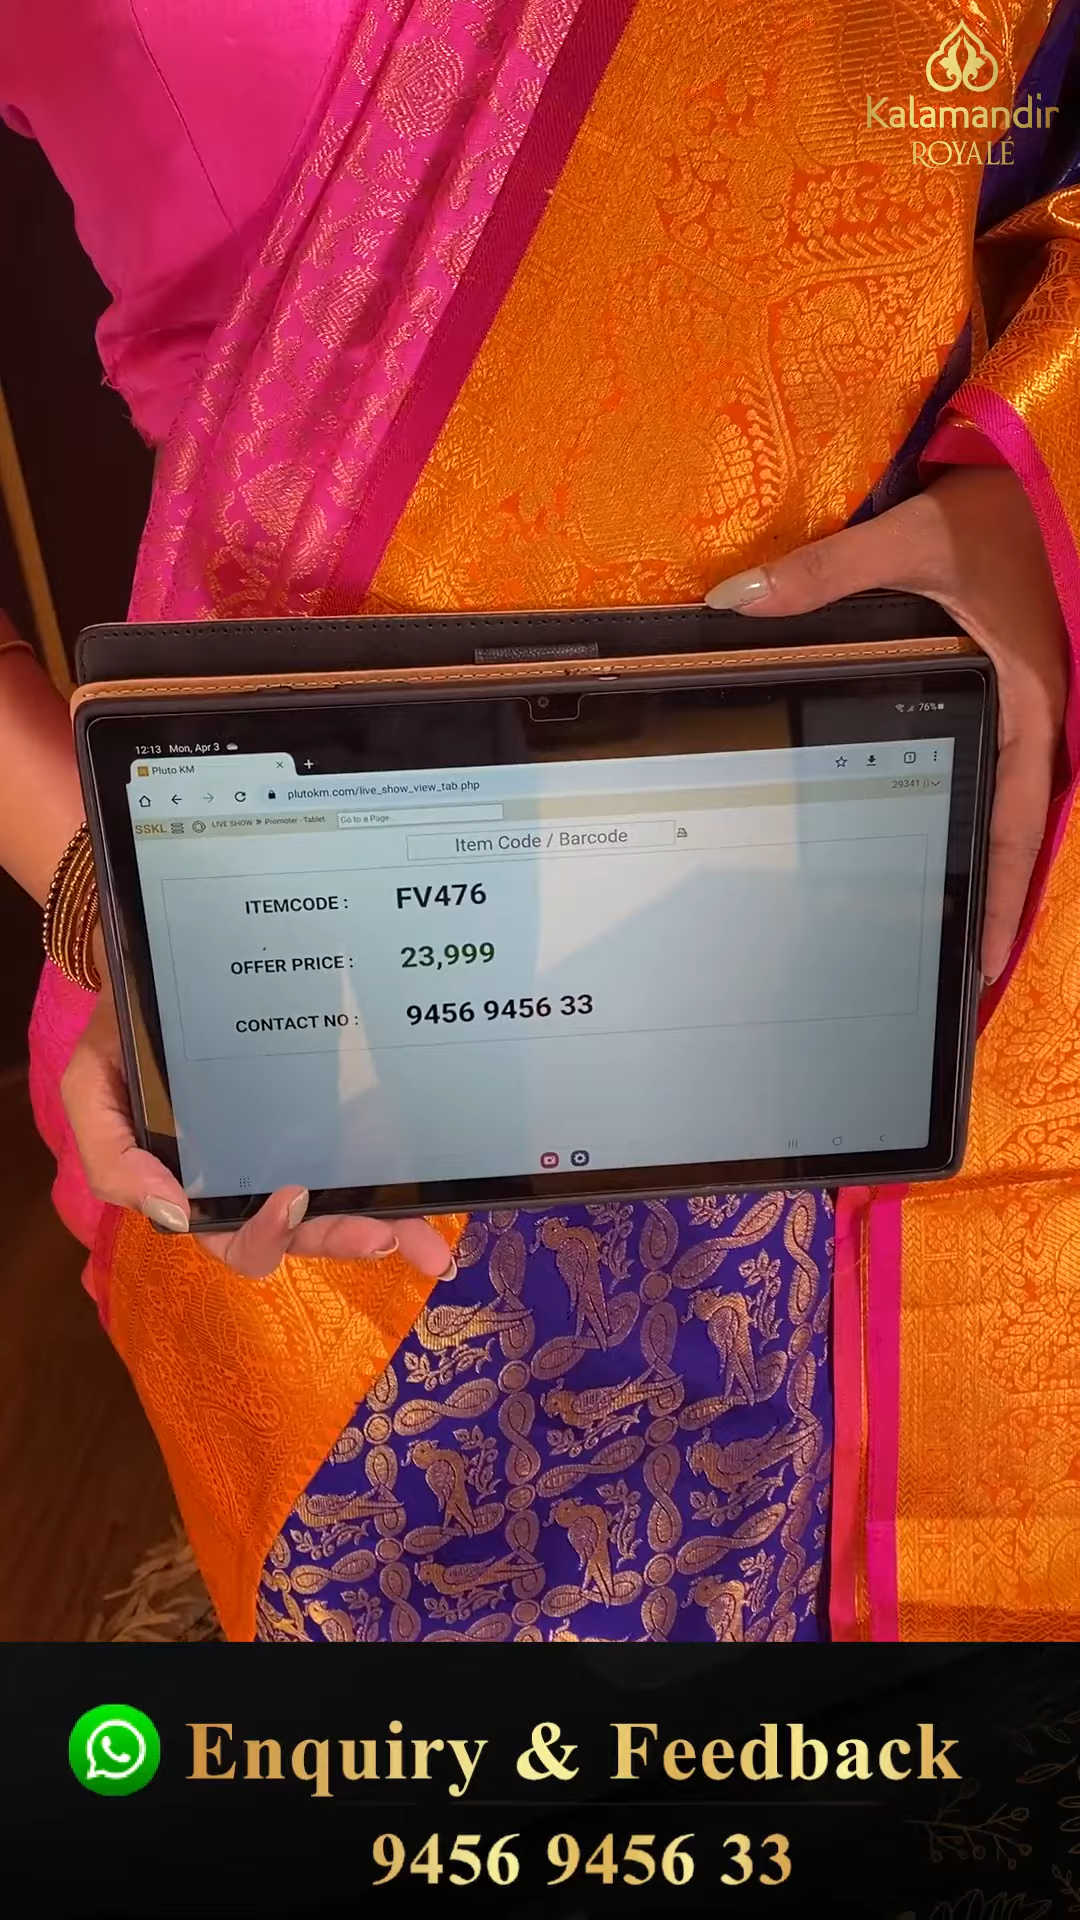 Kalamandir
ROYALÉ
12:13 Mon, Apr 3
76%
Pluto KM
plutokm.com/live_show_view_tab.php
29341
SSKL
LIVE SHOW » Promoter - Tablet
Go to a Page
Item Code / Barcode
ITEMCODE : FV476
OFFER PRICE : 23,999
CONTACT NO : 9456 9456 33
Enquiry & Feedback
9456 9456 33